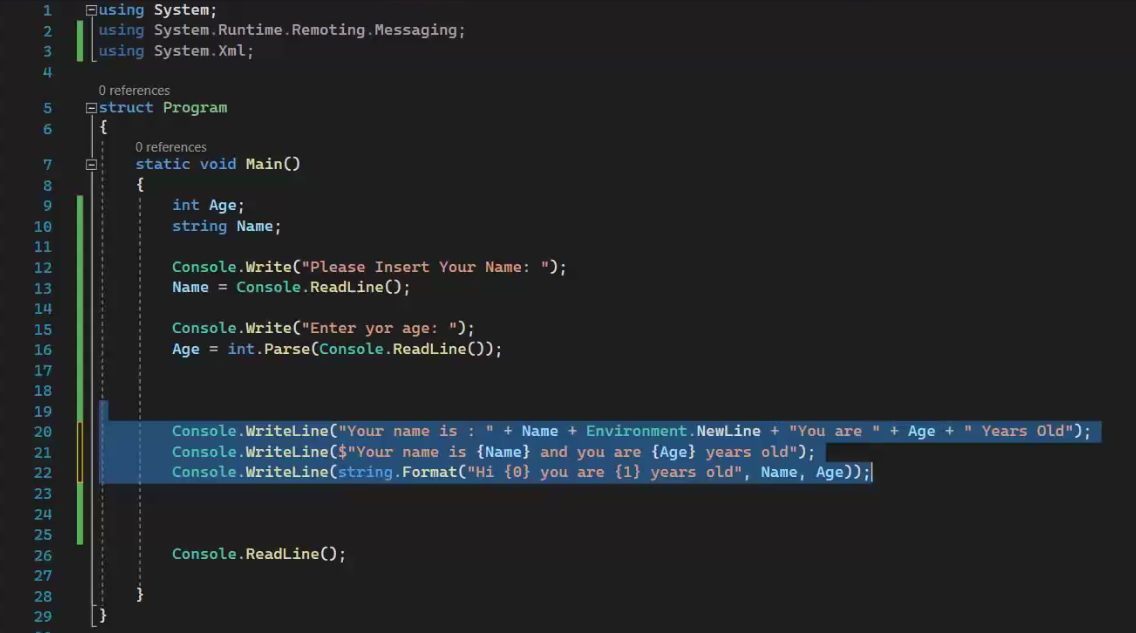 1 using System;
2 using System.Runtime.Remoting.Messaging;
3 using System.Xml;
4
0 references
5 struct Program
6 {
0 references
7 static void Main()
8 {
9 int Age;
10 string Name;
11
12 Console.Write("Please Insert Your Name: ");
13 Name = Console.ReadLine();
14
15 Console.Write("Enter yor age: ");
16 Age = int.Parse(Console.ReadLine());
17
18
19
20 Console.WriteLine("Your name is : " + Name + Environment.NewLine + "You are " + Age + " Years Old");
21 Console.WriteLine($"Your name is {Name} and you are {Age} years old");
22 Console.WriteLine(string.Format("Hi {0} you are {1} years old", Name, Age));
23
24
25
26 Console.ReadLine();
27
28 }
29 }